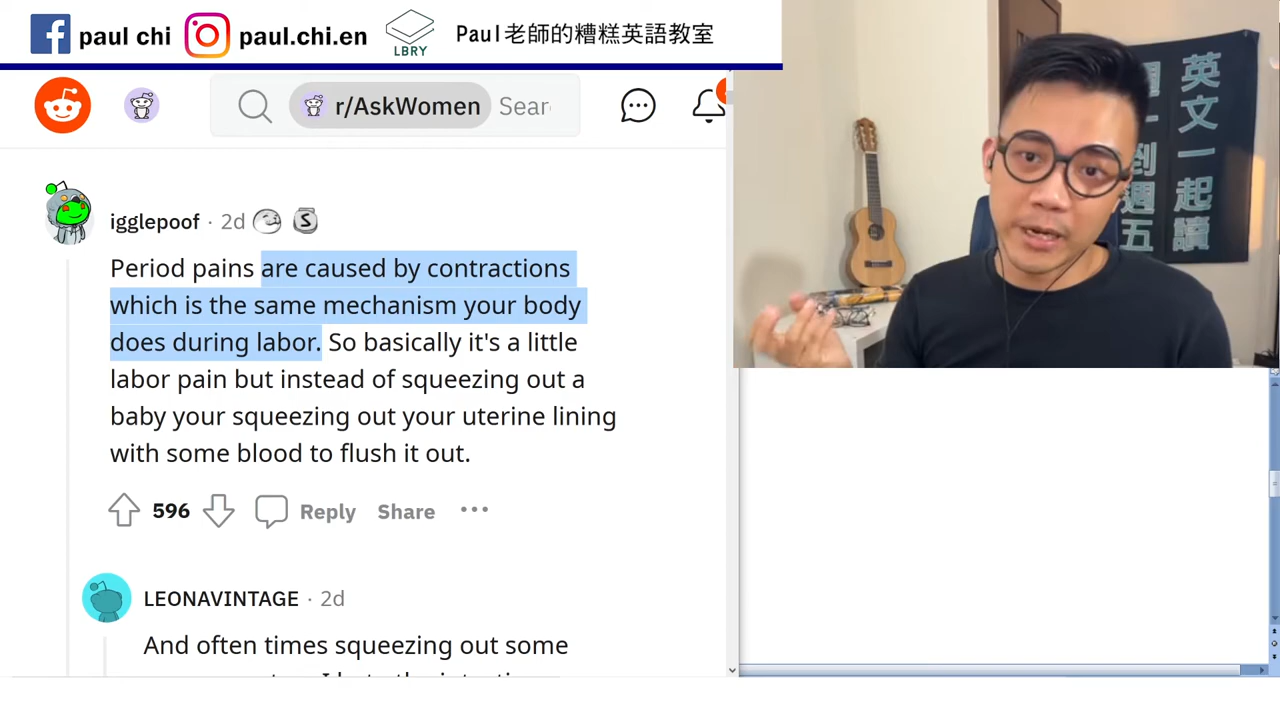 paul chi
paul.chi.en
LBRY
Paul老師的糟糕英語教室
r/AskWomen
Sear
igglepoof · 2d
S
Period pains are caused by contractions
which is the same mechanism your body
does during labor. So basically it's a little
labor pain but instead of squeezing out a
baby your squeezing out your uterine lining
with some blood to flush it out.
596
Reply
Share
LEONAVINTAGE · 2d
And often times squeezing out some
英文一起讀
週一到週五